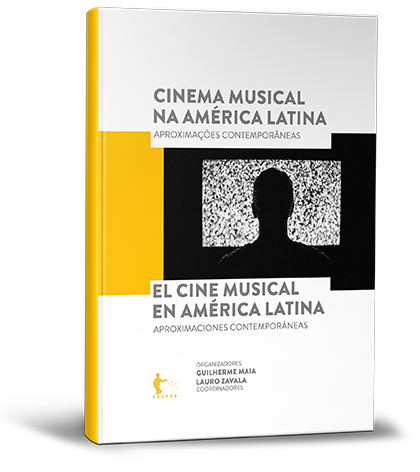 CINEMA MUSICAL
NA AMÉRICA LATINA
APROXIMAÇÕES CONTEMPORÂNEAS
EL CINE MUSICAL
EN AMÉRICA LATINA
APROXIMACIONES CONTEMPORÁNEAS
ORGANIZADORES
GUILHERME MAIA
LAURO ZAVALA
COORDINADORES
EDUFBA